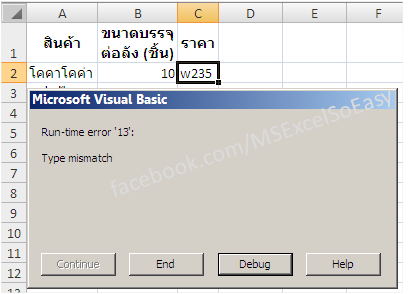 A B C D E F
1 สินค้า ขนาดบรรจุ ต่อลัง (ชิ้น) ราคา
2 โคคาโคค่า 10 w235
3
Microsoft Visual Basic
4
5 Run-time error '13':
6
7 Type mismatch
8
9
10
11 Continue End Debug Help
12
facebook.com/MSExcelSoEasy